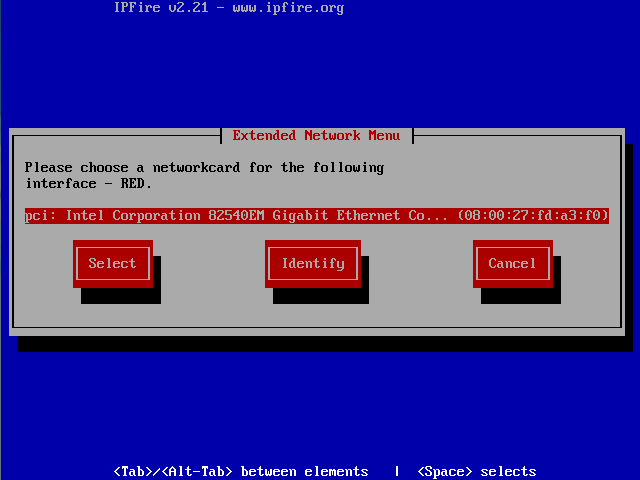 IPFire v2.21 - www.ipfire.org
Extended Network Menu
Please choose a networkcard for the following
interface - RED.
pci: Intel Corporation 82540EM Gigabit Ethernet Co... (08:00:27:fd:a3:f0)
Select Identify Cancel
<Tab>/<Alt-Tab> between elements | <Space> selects